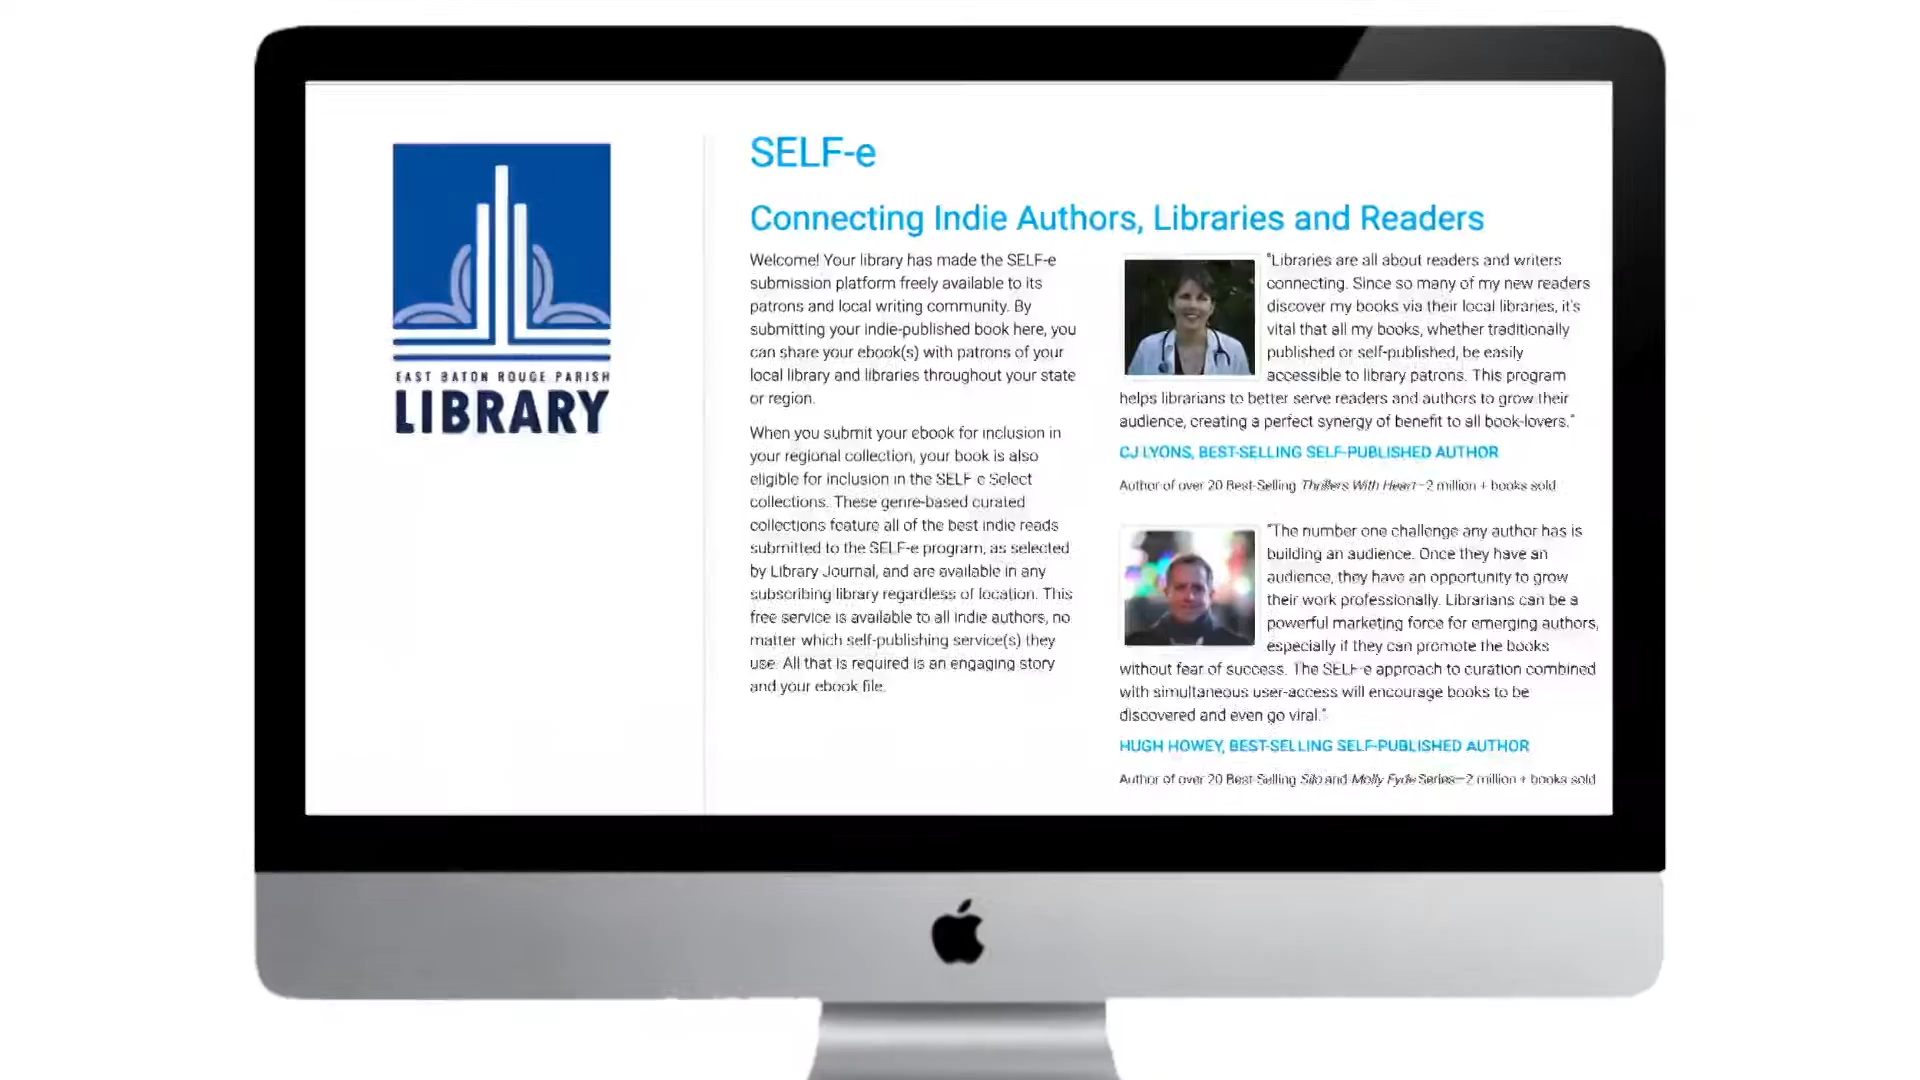 EAST BATON ROUGE PARISH
LIBRARY
SELF-e
Connecting Indie Authors, Libraries and Readers
Welcome! Your library has made the SELF-e
submission platform freely available to its
patrons and local writing community. By
submitting your indie-published book here, you
can share your ebook(s) with patrons of your
local library and libraries throughout your state
or region.
When you submit your ebook for inclusion in
your regional collection, your book is also
eligible for inclusion in the SELF-e Select
collections. These genre-based curated
collections feature all of the best indie reads
submitted to the SELF-e program, as selected
by Library Journal, and are available in any
subscribing library regardless of location. This
free service is available to all indie authors, no
matter which self-publishing service(s) they
use. All that is required is an engaging story
and your ebook file.
"Libraries are all about readers and writers
connecting. Since so many of my new readers
discover my books via their local libraries, it's
vital that all my books, whether traditionally
published or self-published, be easily
accessible to library patrons. This program
helps librarians to better serve readers and authors to grow their
audience, creating a perfect synergy of benefit to all book-lovers."
CJ LYONS, BEST-SELLING SELF-PUBLISHED AUTHOR
Author of over 20 Best-Selling Thrillers With Heart—2 million + books sold
"The number one challenge any author has is
building an audience. Once they have an
audience, they have an opportunity to grow
their work professionally. Librarians can be a
powerful marketing force for emerging authors,
especially if they can promote the books
without fear of success. The SELF-e approach to curation combined
with simultaneous user-access will encourage books to be
discovered and even go viral."
HUGH HOWEY, BEST-SELLING SELF-PUBLISHED AUTHOR
Author of over 20 Best-Selling Silo and Molly Fyde Series—2 million + books sold